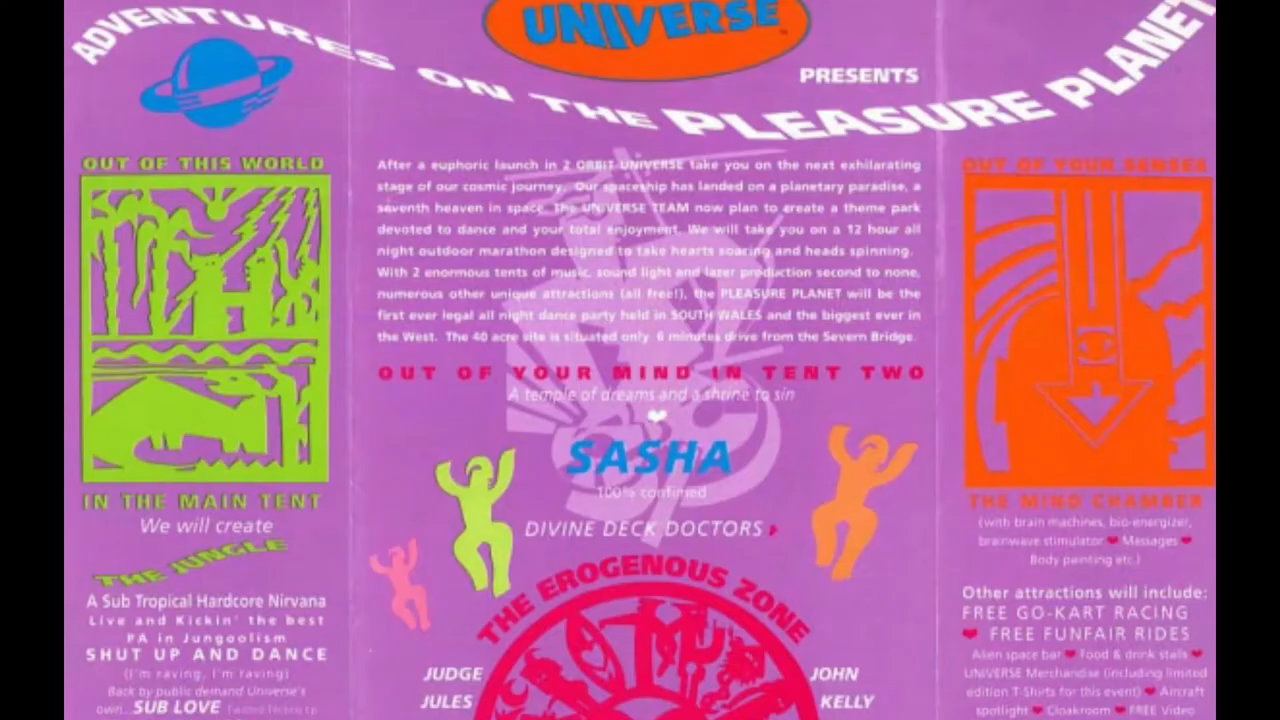 UNIVERSE
ADVENTURES ON THE PLEASURE PLANET
PRESENTS
OUT OF THIS WORLD
IN THE MAIN TENT
We will create
THE JUNGLE
A Sub Tropical Hardcore Nirvana
Live and Kickin' the best
PA in Jungoolism
SHUT UP AND DANCE
(I'm raving, I'm raving)
Back by public demand Universe's
own.. SUB LOVE
After a euphoric launch in 2 ORBIT UNIVERSE take you on the next exhilarating
stage of our cosmic journey. Our spaceship has landed on a planetary paradise, a
seventh heaven in space. The UNIVERSE TEAM now plan to create a theme park
devoted to dance and your total enjoyment. We will take you on a 12 hour all
night outdoor marathon designed to take hearts soaring and heads spinning.
With 2 enormous tents of music, sound light and lazer production second to none,
numerous other unique attractions (all free!), the PLEASURE PLANET will be the
first ever legal all night dance party held in SOUTH WALES and the biggest ever in
the West. The 40 acre site is situated only 6 minutes drive from the Severn Bridge.
OUT OF YOUR MIND IN TENT TWO
A temple of dreams and a shrine to sin
SASHA
100% confirmed
DIVINE DECK DOCTORS
THE EROGENOUS ZONE
JUDGE
JULES
JOHN
KELLY
OUT OF YOUR SENSES
THE MIND CHAMBER
(with brain machines, bio-energizer,
brainwave stimulator ❤ Massages ❤
Body painting etc.)
Other attractions will include:
FREE GO-KART RACING
❤ FREE FUNFAIR RIDES
Alien space bar ❤ Food & drink stalls ❤
UNIVERSE Merchandise (including limited
edition T-Shirts for this event) ❤ Aircraft
spotlight ❤ Cloakroom ❤ FREE Video